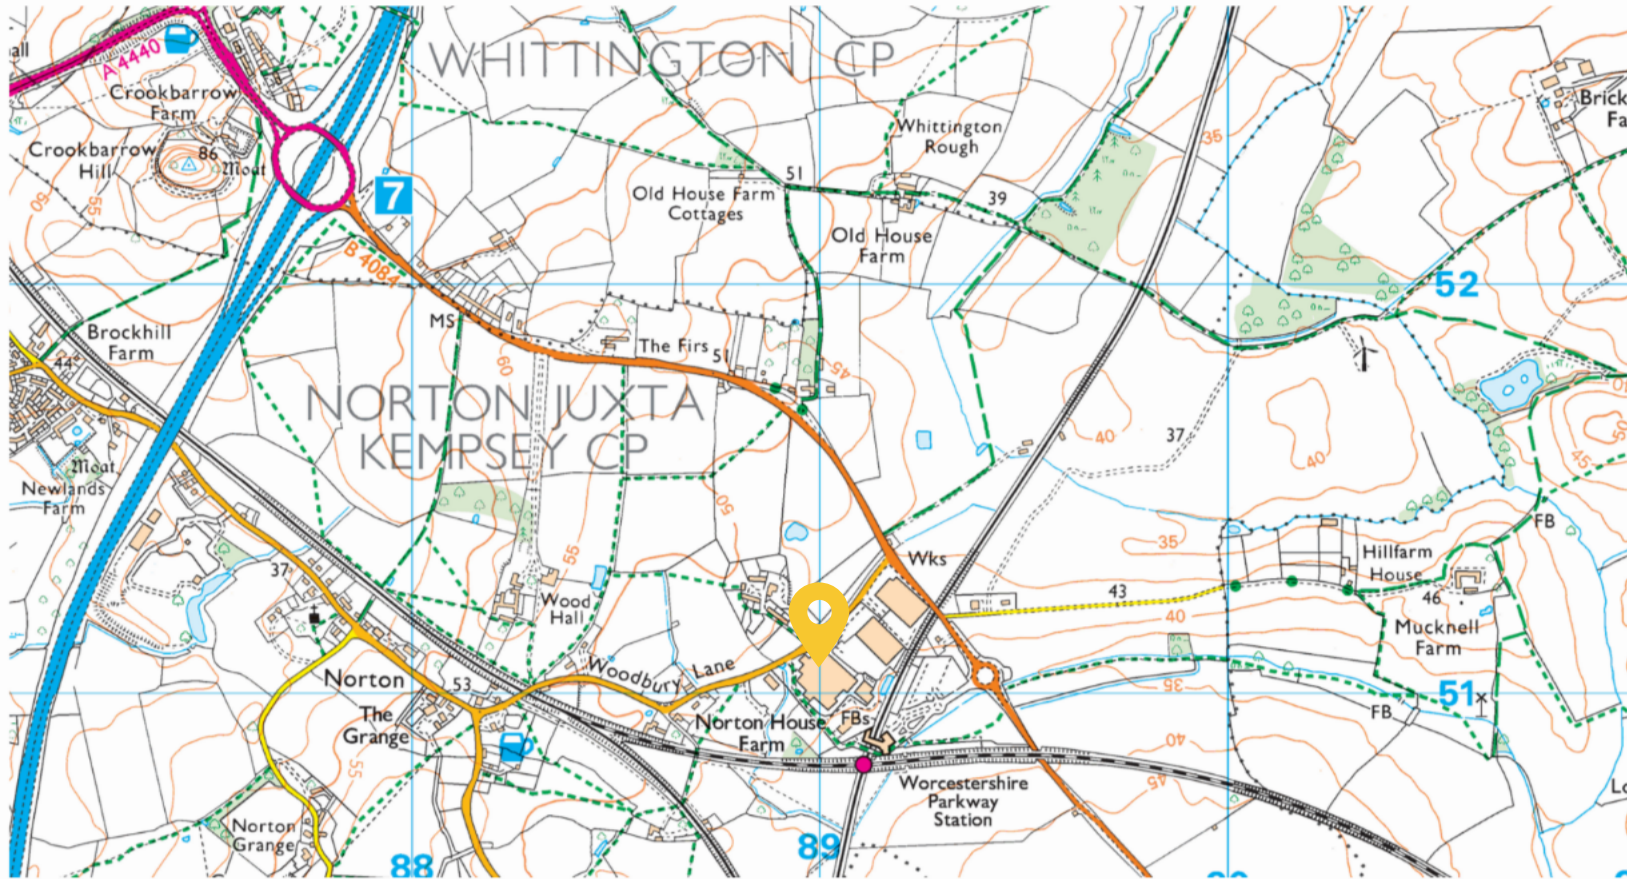 WHITTINGTON CP
all
A 4440
Crookbarrow
Farm
Crookbarrow
Hill
86
Moat
50
55
7
B 4084
Whittington
Rough
35
51
Old House Farm
Cottages
39
Old House
Farm
Brick
Fa
52
Brockhill
Farm
44
MS
The Firs
51
45
60
NORTON JUXTA
KEMPSEY CP
40
37
40
50
45
Moat
Newlands
Farm
50
37
55
Wood
Hall
Wks
35
FB
Hillfarm
House
43
40
46
Mucknell
Farm
Norton
53
Woodbury Lane
35
51
FB
The
Grange
Norton House
Farm
FBs
40
55
Worcestershire
Parkway
Station
45
Norton
Grange
88
89